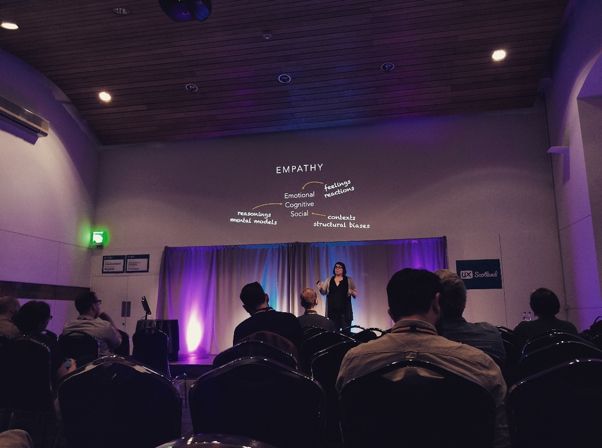 EMPATHY
Emotional
feelings
reactions
Cognitive
reasonings
mental models
Social
contexts
structural biases
UX Scotland